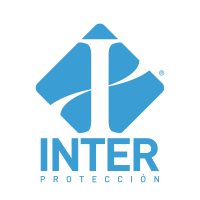 I
®
INTER
PROTECCIÓN